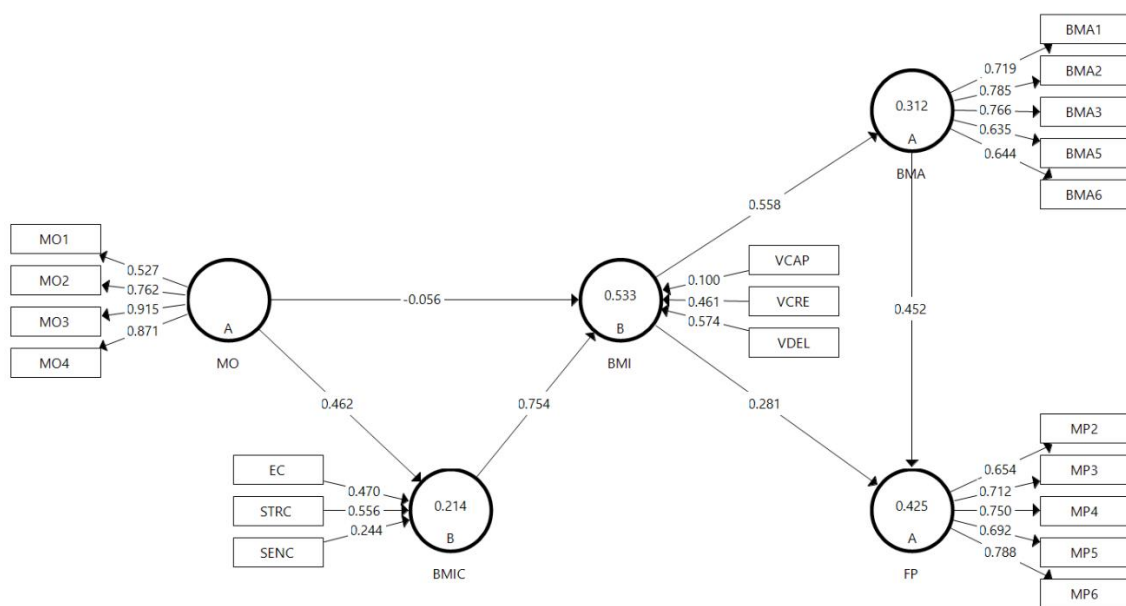 BMA1
0.719
BMA2
0.785
0.312
0.766
BMA3
0.635
A
BMA5
0.644
BMA
BMA6
0.558
MO1
0.527
MO2
0.762
0.915
MO3
0.871
MO4
A
MO
-0.056
0.533
B
BMI
VCAP
0.100
VCRE
0.461
0.574
VDEL
0.452
0.462
0.754
0.281
EC
0.470
STRC
0.556
0.244
SENC
0.214
B
BMIC
0.425
A
FP
MP2
0.654
MP3
0.712
0.750
MP4
0.692
MP5
0.788
MP6